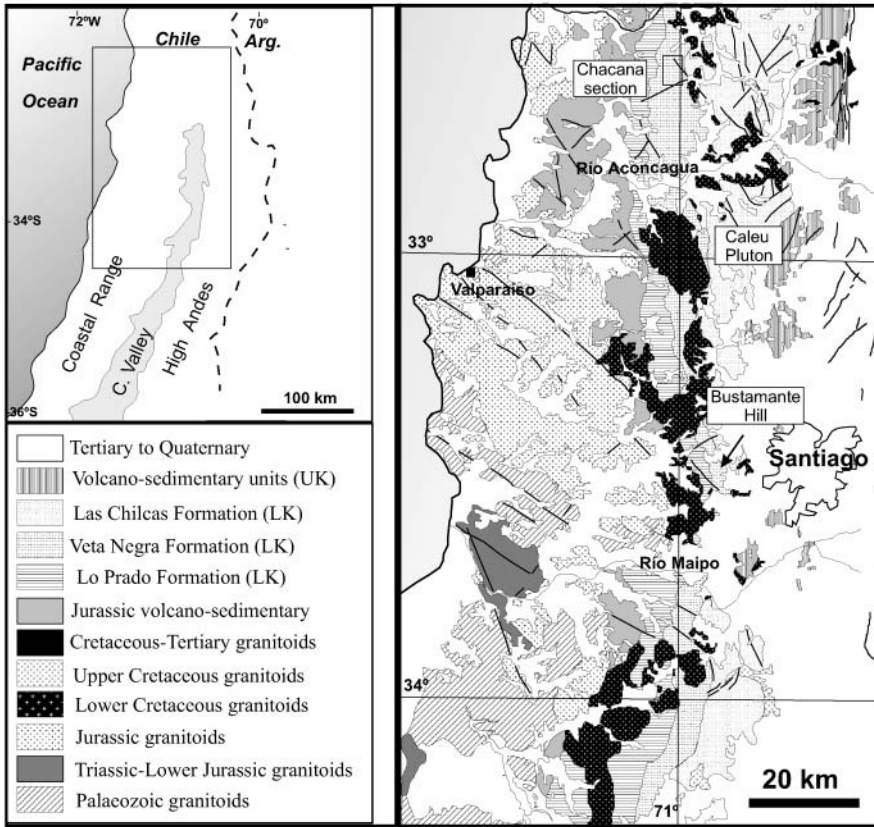 72ºW
70º
Chile
Arg.
Pacific
Ocean
34ºS
Coastal Range
C. Valley
High Andes
36ºS
100 km
Tertiary to Quaternary
Volcano-sedimentary units (UK)
Las Chilcas Formation (LK)
Veta Negra Formation (LK)
Lo Prado Formation (LK)
Jurassic volcano-sedimentary
Cretaceous-Tertiary granitoids
Upper Cretaceous granitoids
Lower Cretaceous granitoids
Jurassic granitoids
Triassic-Lower Jurassic granitoids
Palaeozoic granitoids
Chacana
section
Río Aconcagua
33º
Caleu
Pluton
Valparaíso
Bustamante
Hill
Santiago
Río Maipo
34º
71º
20 km